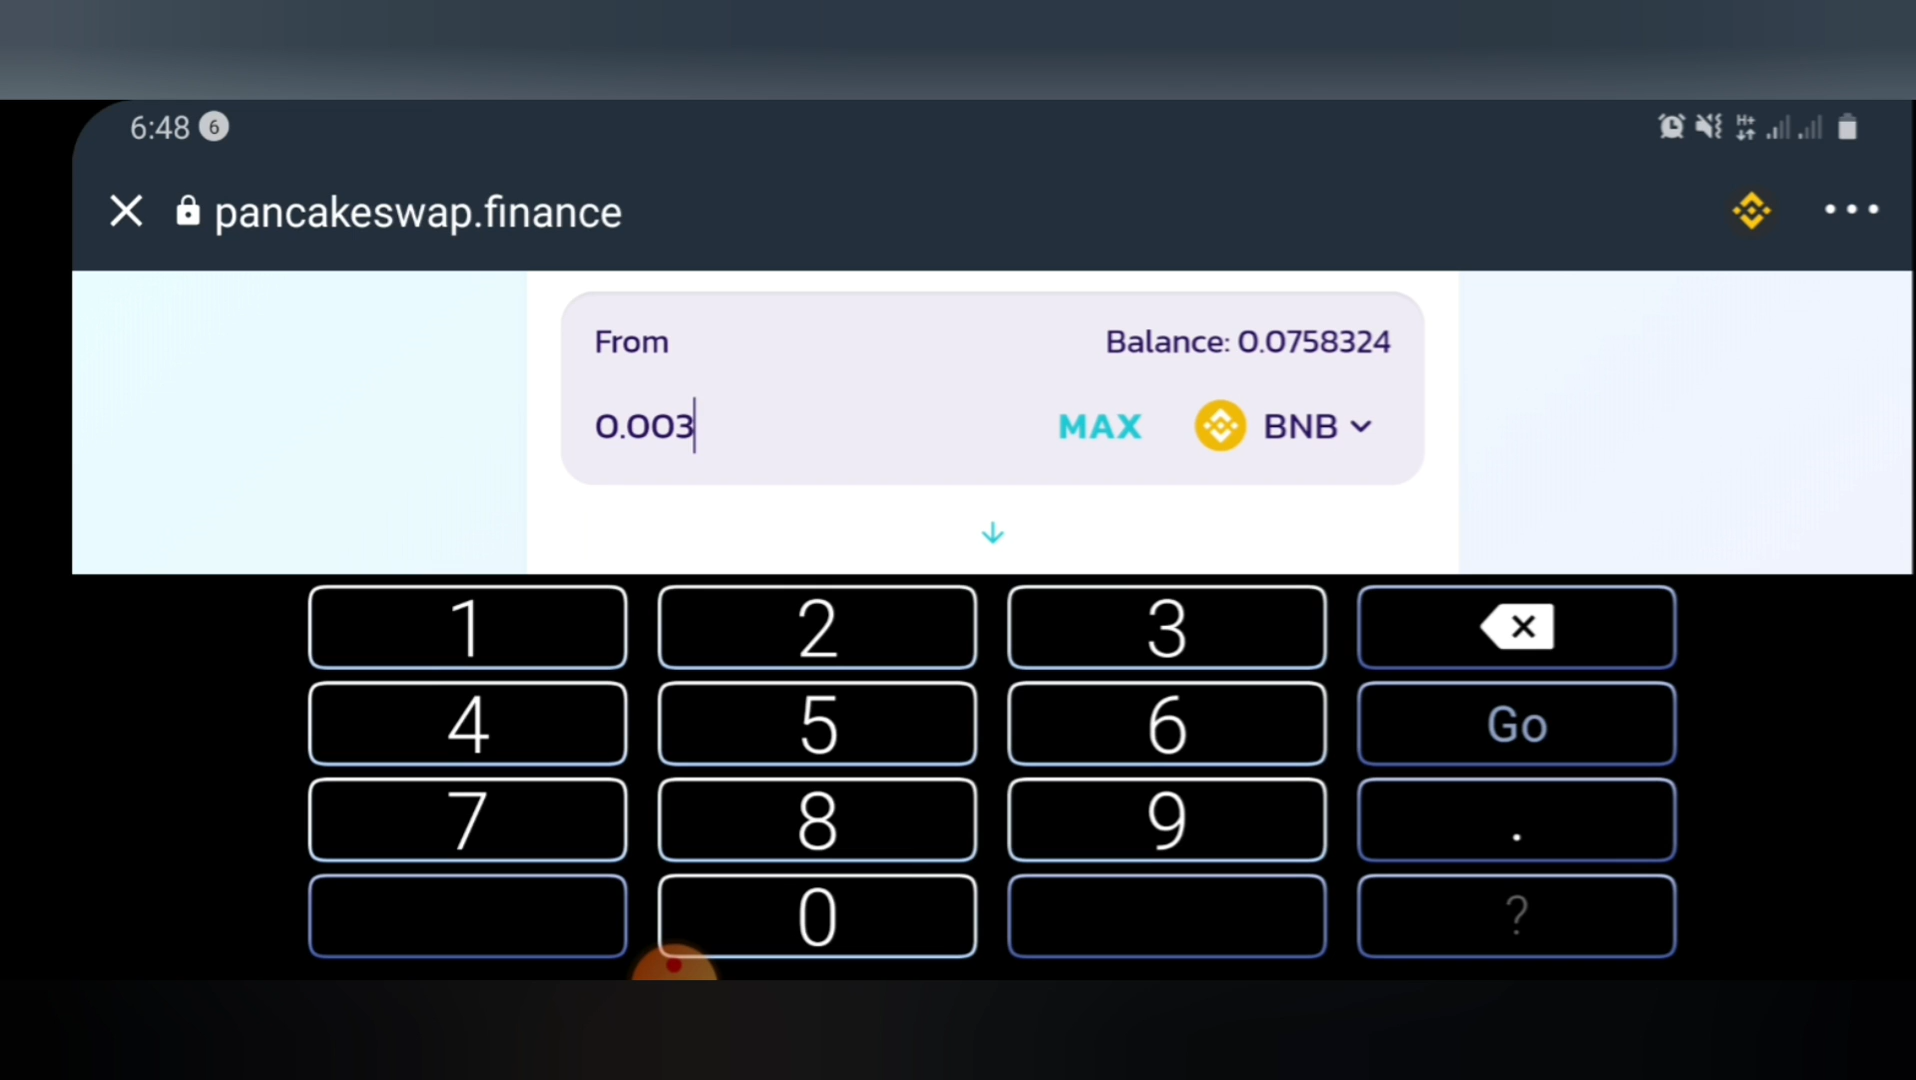 6:48 6
H+
pancakeswap.finance
From Balance: 0.0758324
0.003 MAX BNB
1 2 3
4 5 6 Go
7 8 9 .
0 ?